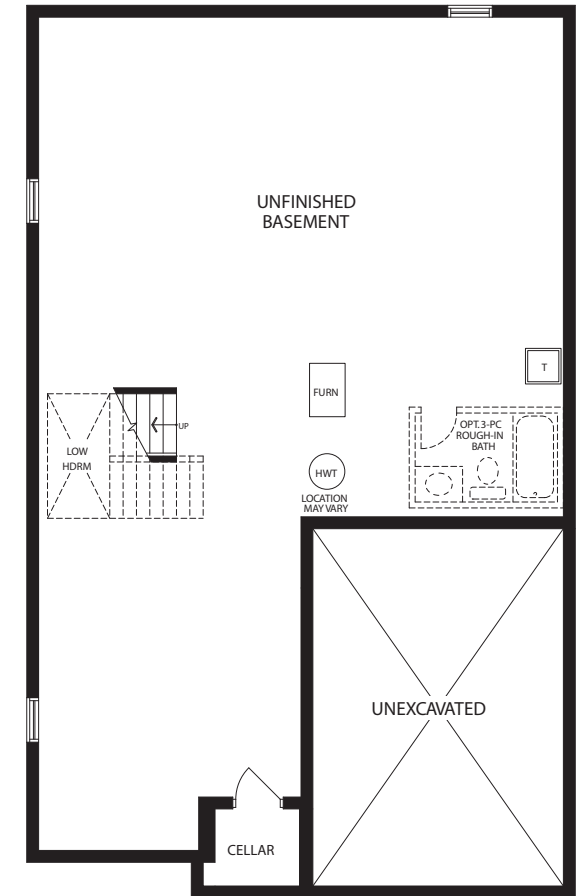 UNFINISHED
BASEMENT
T
FURN
UP
OPT. 3-PC
ROUGH-IN
BATH
LOW
HDRM
HWT
LOCATION
MAY VARY
UNEXCAVATED
CELLAR